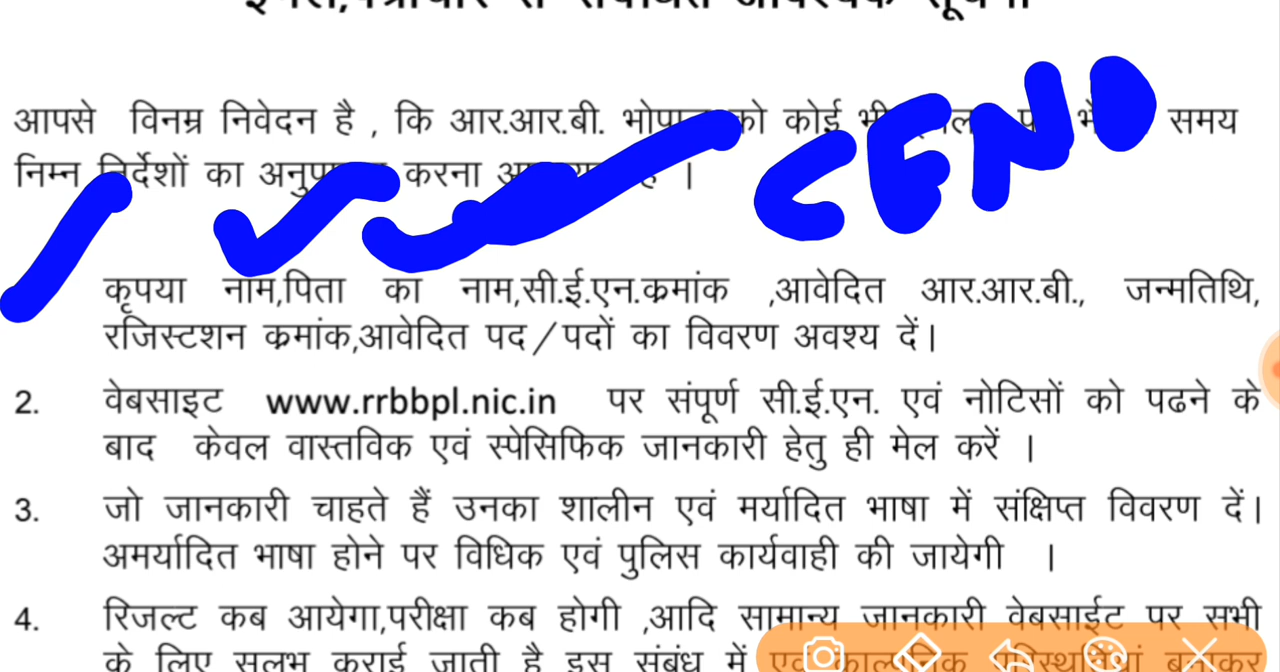 आपसे विनम्र निवेदन है , कि आर.आर.बी. को कोई समय
निम्न का करना ।
CEN0
कृपया नाम,पिता का नाम,सी.ई.एन.क्रमांक ,आवेदित आर.आर.बी., जन्मतिथि,
रजिस्टशन क्रमांक,आवेदित पद/पदों का विवरण अवश्य दें।
2. वेबसाइट www.rrbbpl.nic.in पर संपूर्ण सी.ई.एन. एवं नोटिसों को पढने के
बाद केवल वास्तविक एवं स्पेसिफिक जानकारी हेतु ही मेल करें ।
3. जो जानकारी चाहते हैं उनका शालीन एवं मर्यादित भाषा में संक्षिप्त विवरण दें।
अमर्यादित भाषा होने पर विधिक एवं पुलिस कार्यवाही की जायेगी ।
4. रिजल्ट कब आयेगा,परीक्षा कब होगी ,आदि सामान्य जानकारी वेबसाईट पर सभी
के लिए सुलभ कराई जाती है इस संबंध में